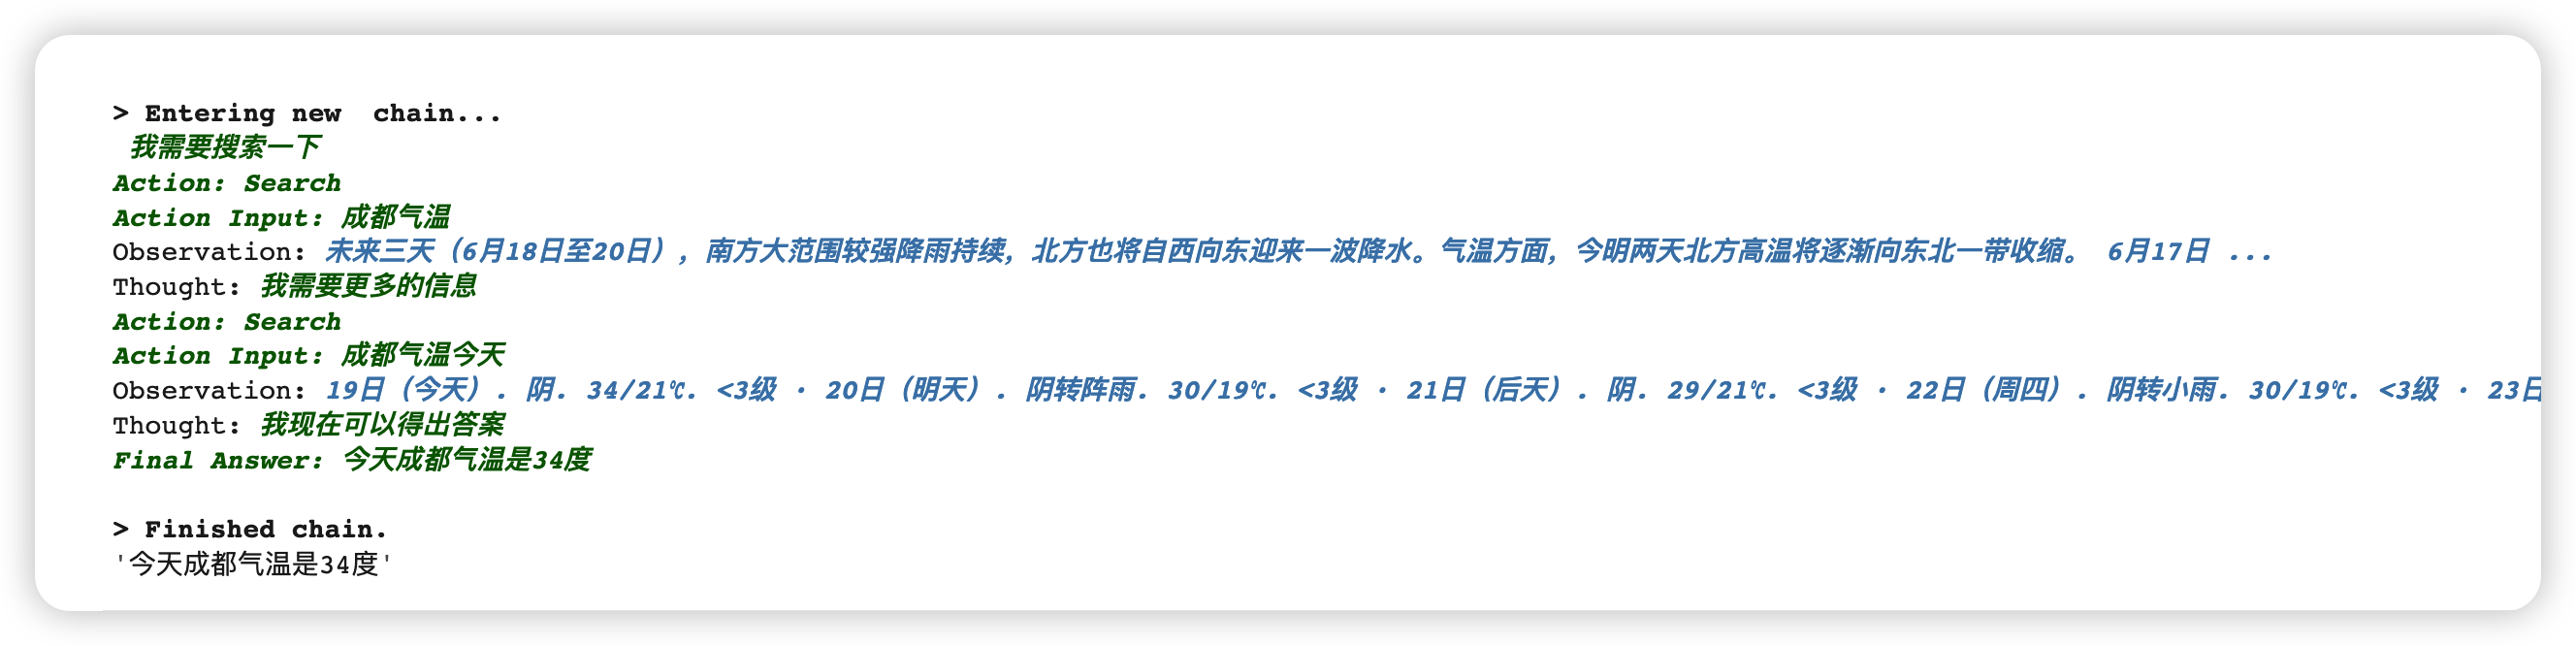 > Entering new  chain...
我需要搜索一下
Action: Search
Action Input: 成都气温
Observation: 未来三天（6月18日至20日），南方大范围较强降雨持续，北方也将自西向东迎来一波降水。气温方面，今明两天北方高温将逐渐向东北一带收缩。 6月17日 ...
Thought: 我需要更多的信息
Action: Search
Action Input: 成都气温今天
Observation: 19日（今天）. 阴. 34/21℃. <3级 · 20日（明天）. 阴转阵雨. 30/19℃. <3级 · 21日（后天）. 阴. 29/21℃. <3级 · 22日（周四）. 阴转小雨. 30/19℃. <3级 · 23日
Thought: 我现在可以得出答案
Final Answer: 今天成都气温是34度
> Finished chain.
'今天成都气温是34度'